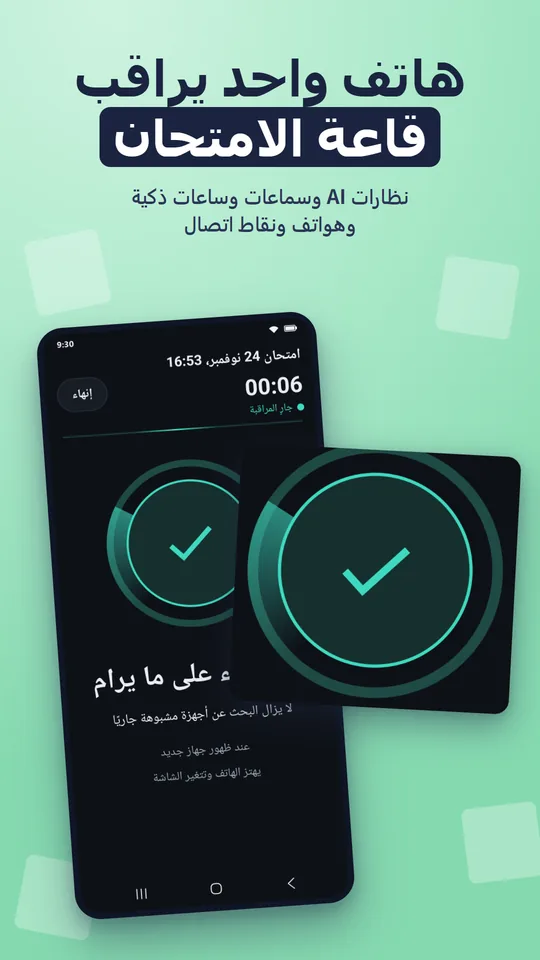 هاتف واحد يراقب
قاعة الامتحان
نظارات AI وسماعات وساعات ذكية
وهواتف ونقاط اتصال
9:30
امتحان 24 نوفمبر، 16:53
00:06
إنهاء
جارٍ المراقبة
على ما يرام
لا يزال البحث عن أجهزة مشبوهة جاريًا
عند ظهور جهاز جديد
يهتز الهاتف وتتغير الشاشة